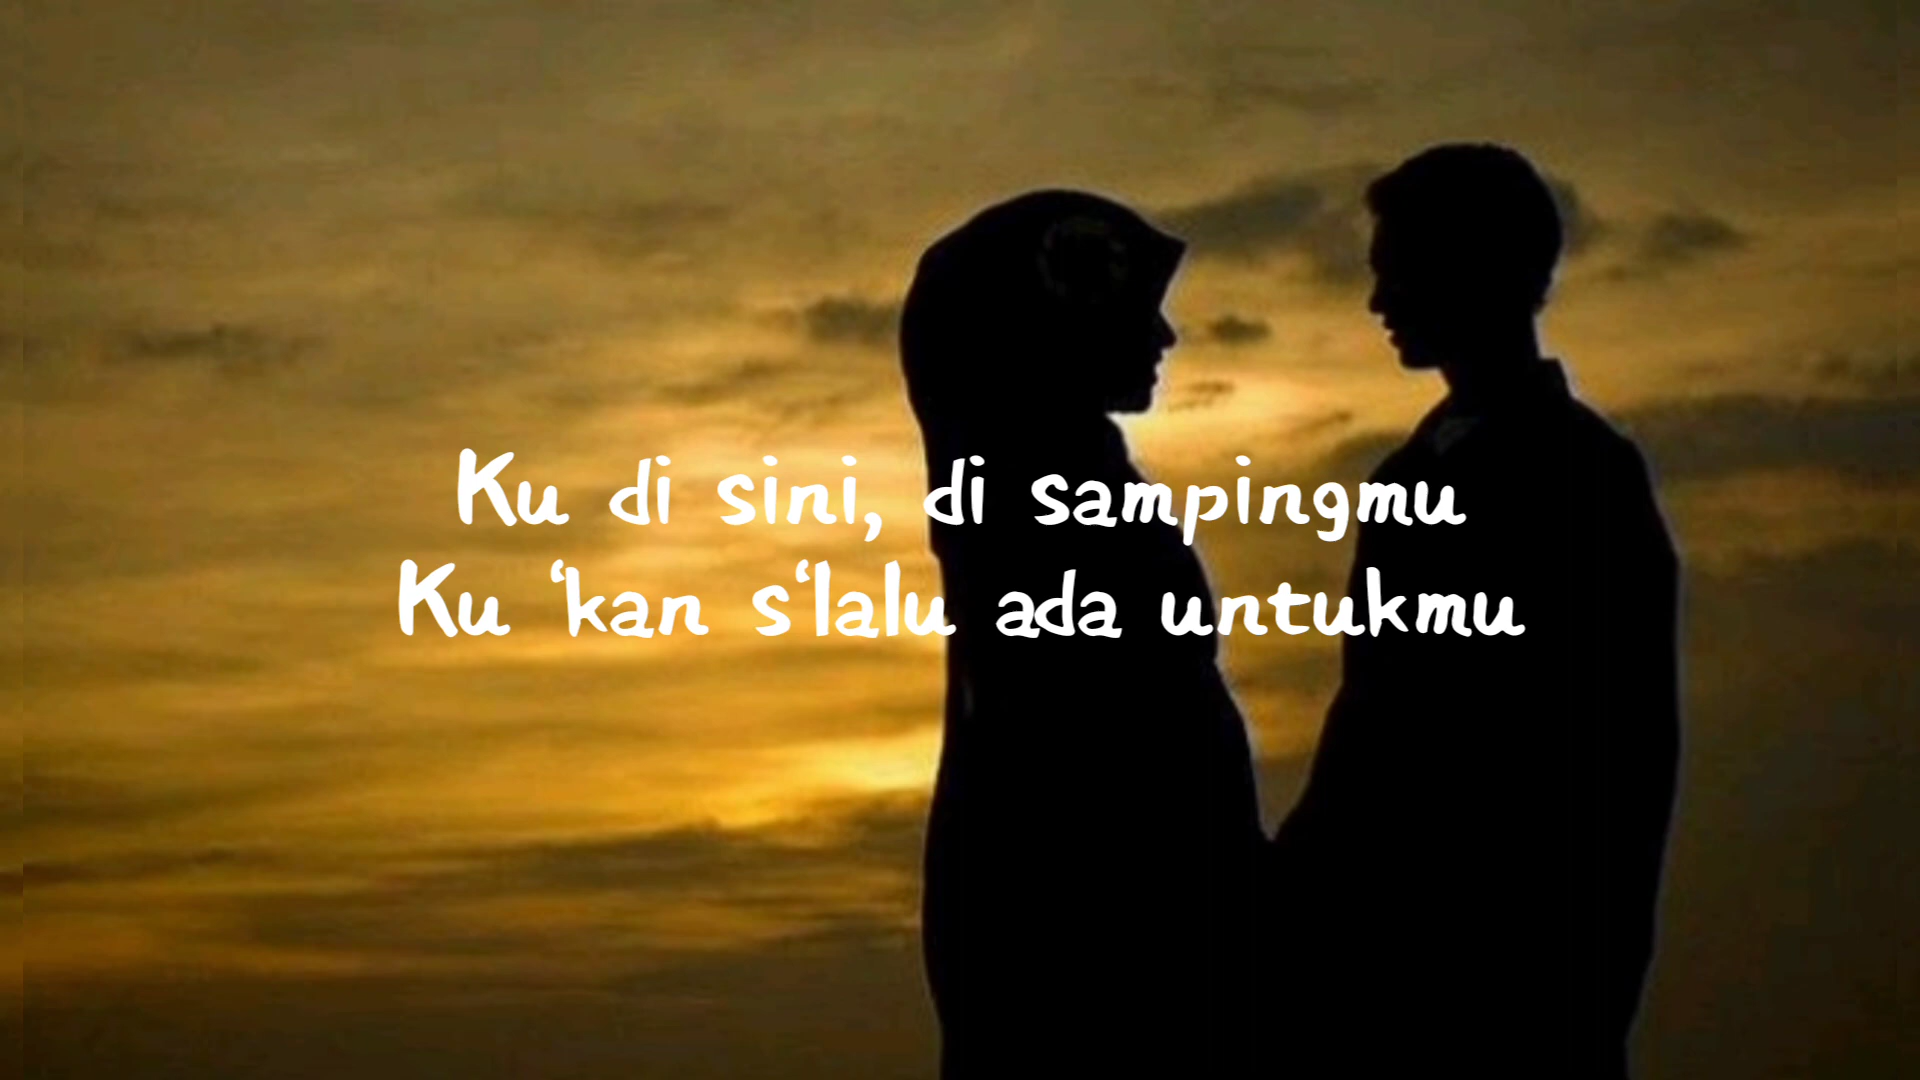 Ku di sini, di sampingmu
Ku ‘kan s‘lalu ada untukmu